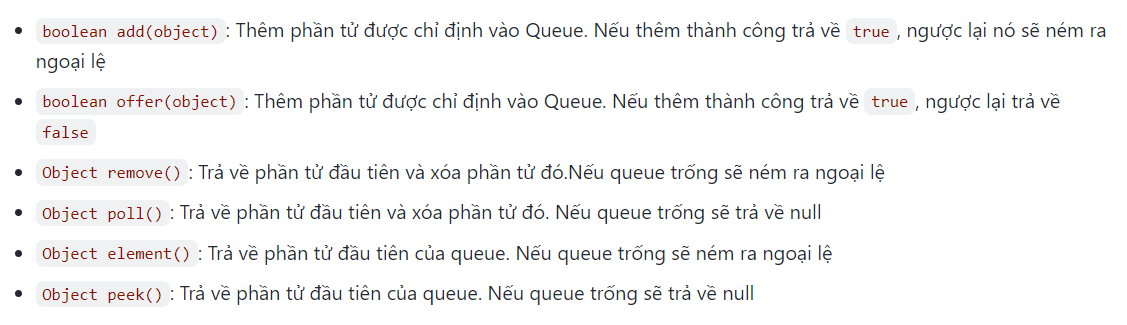 boolean add(object): Thêm phần tử được chỉ định vào Queue. Nếu thêm thành công trả về true, ngược lại nó sẽ ném ra
ngoại lệ
boolean offer(object): Thêm phần tử được chỉ định vào Queue. Nếu thêm thành công trả về true, ngược lại trả về
false
Object remove(): Trả về phần tử đầu tiên và xóa phần tử đó.Nếu queue trống sẽ ném ra ngoại lệ
Object poll(): Trả về phần tử đầu tiên và xóa phần tử đó. Nếu queue trống sẽ trả về null
Object element(): Trả về phần tử đầu tiên của queue. Nếu queue trống sẽ ném ra ngoại lệ
Object peek(): Trả về phần tử đầu tiên của queue. Nếu queue trống sẽ trả về null